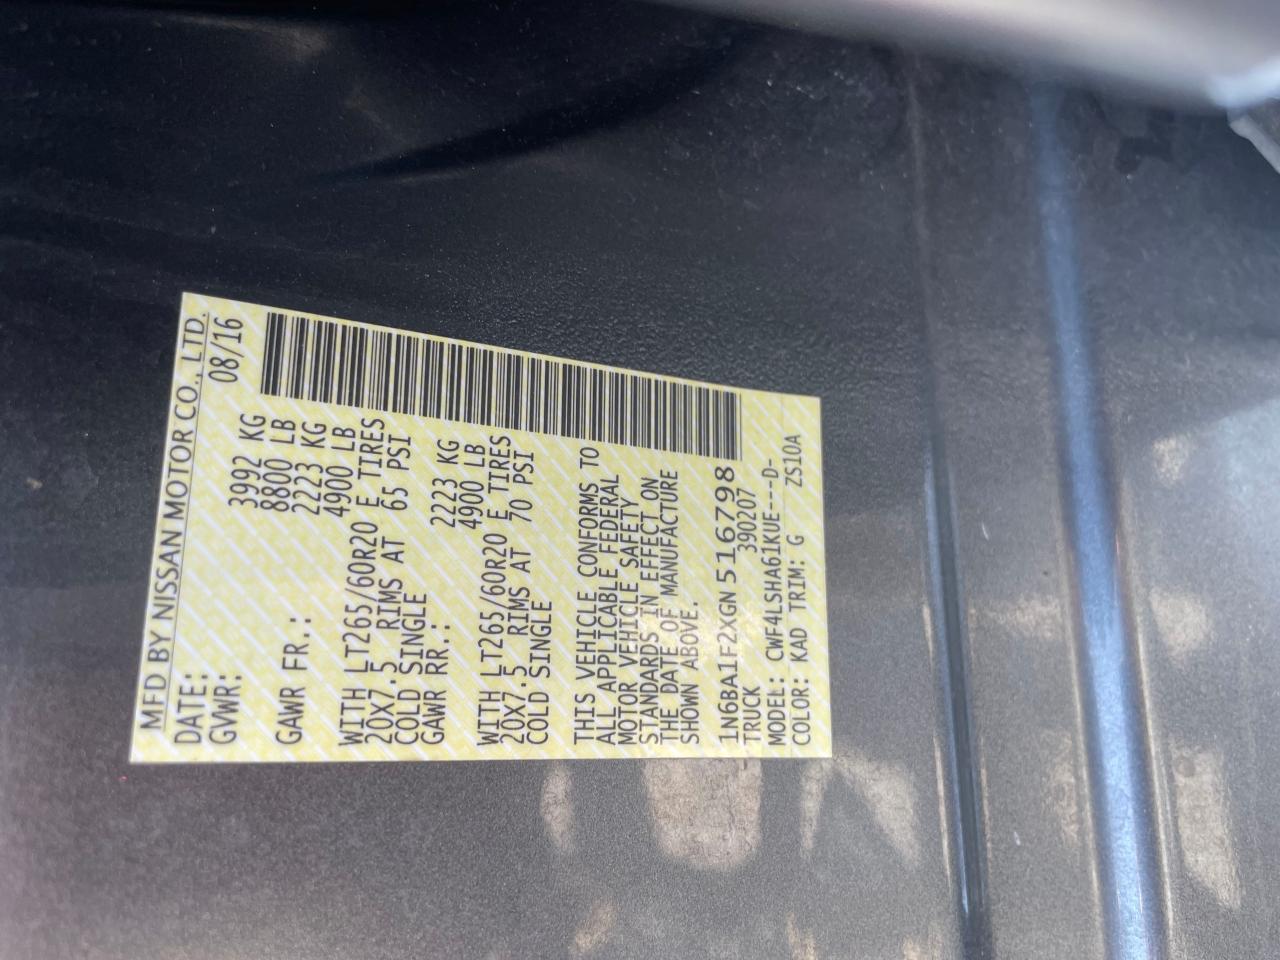 MFD BY NISSAN MOTOR CO., LTD.
DATE: 08/16
GVWR: 3992 KG
8800 LB
GAWR FR.: 2223 KG
4900 LB
WITH LT265/60R20 E TIRES
20X7.5 RIMS AT 65 PSI
COLD SINGLE
GAWR RR.: 2223 KG
4900 LB
WITH LT265/60R20 E TIRES
20X7.5 RIMS AT 70 PSI
COLD SINGLE
THIS VEHICLE CONFORMS TO
ALL APPLICABLE FEDERAL
MOTOR VEHICLE SAFETY
STANDARDS IN EFFECT ON
THE DATE OF MANUFACTURE
SHOWN ABOVE.
1N6BA1F2XGN516798
TRUCK 390207
MODEL: CWF4LSHA61KUE---D-
COLOR: KAD TRIM: G ZS10A